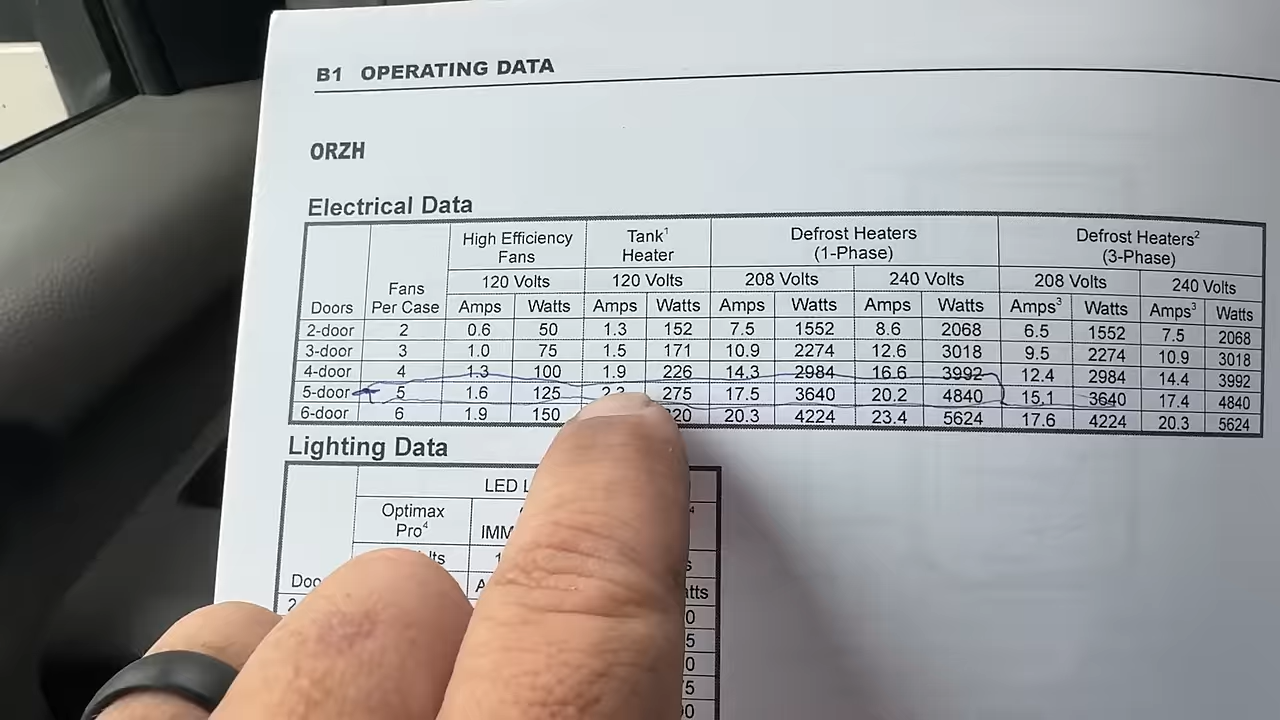 B1 OPERATING DATA
ORZH
Electrical Data
Doors Fans Per Case High Efficiency Fans Tank¹ Heater Defrost Heaters (1-Phase) Defrost Heaters² (3-Phase)
120 Volts 120 Volts 208 Volts 240 Volts 208 Volts 240 Volts
Amps Watts Amps Watts Amps Watts Amps Watts Amps³ Watts Amps³ Watts
2-door 2 0.6 50 1.3 152 7.5 1552 8.6 2068 6.5 1552 7.5 2068
3-door 3 1.0 75 1.5 171 10.9 2274 12.6 3018 9.5 2274 10.9 3018
4-door 4 1.3 100 1.9 226 14.3 2984 16.6 3992 12.4 2984 14.4 3992
5-door 5 1.6 125 2.3 275 17.5 3640 20.2 4840 15.1 3640 17.4 4840
6-door 6 1.9 150 20.3 4224 23.4 5624 17.6 4224 20.3 5624
Lighting Data
LED
Optimax Pro⁴